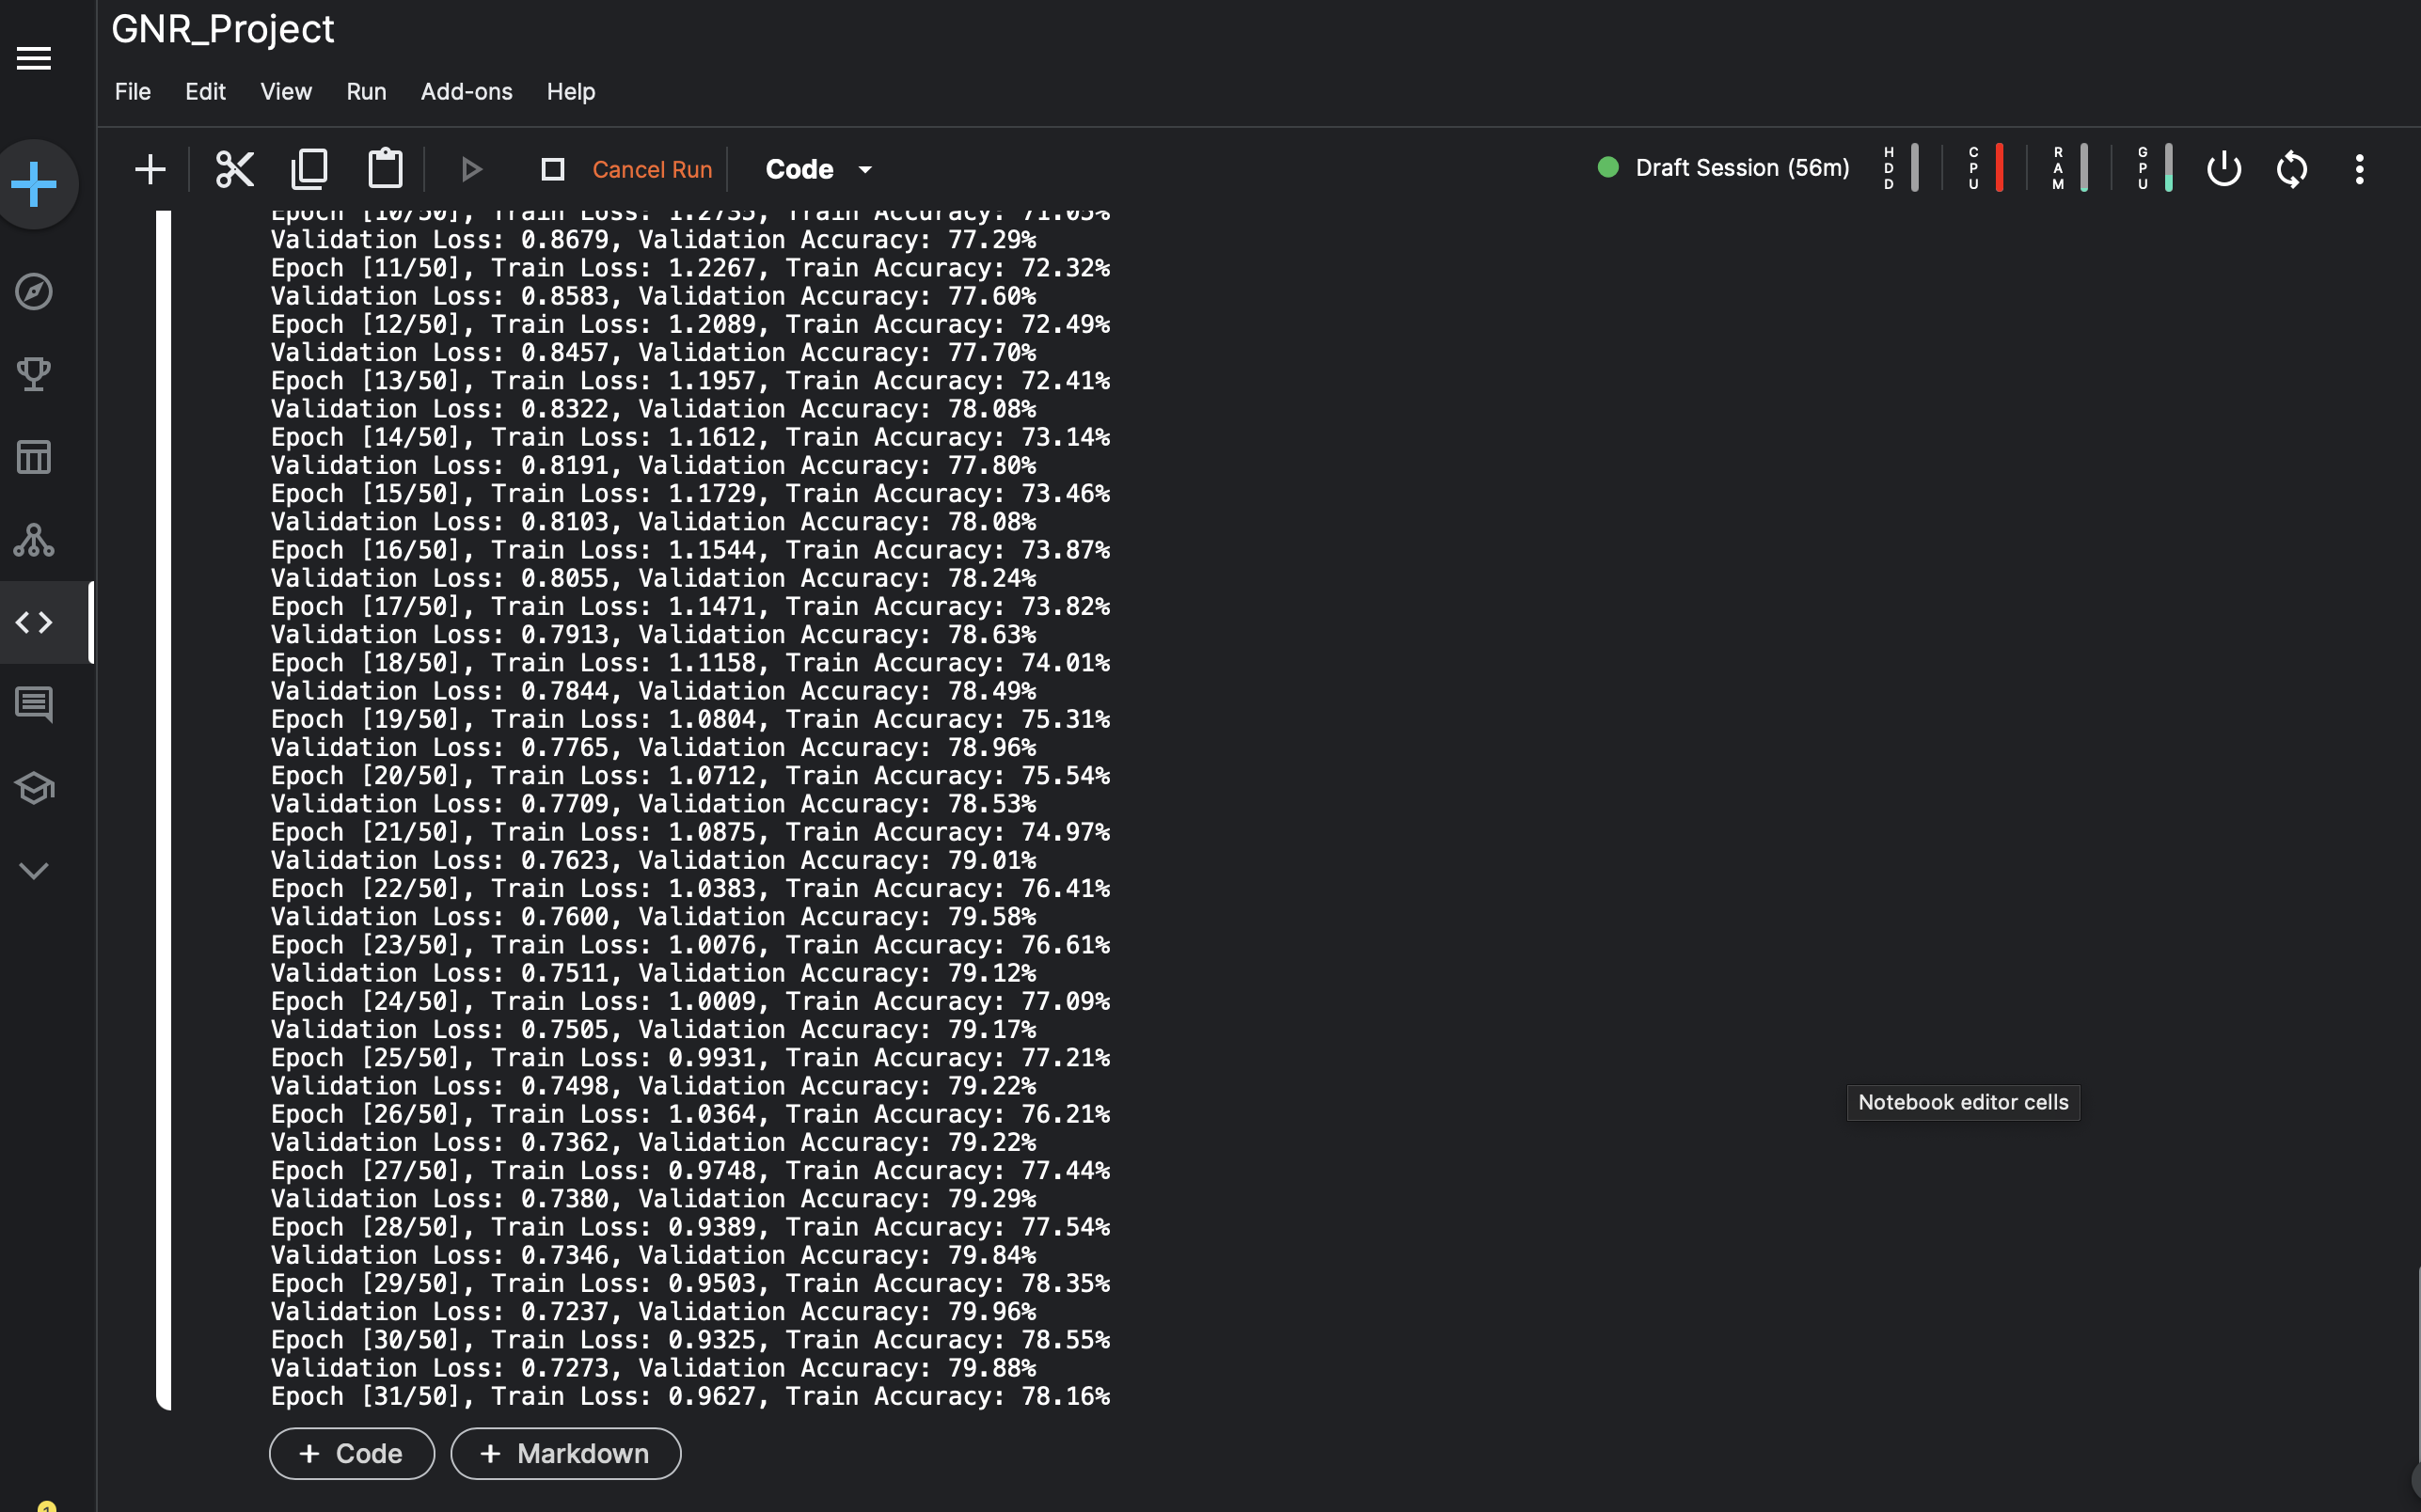 GNR_Project
File Edit View Run Add-ons Help
Cancel Run Code Draft Session (56m) HDD CPU RAM GPU
Epoch [10/50], Train Loss: 1.2735, Train Accuracy: 71.05%
Validation Loss: 0.8679, Validation Accuracy: 77.29%
Epoch [11/50], Train Loss: 1.2267, Train Accuracy: 72.32%
Validation Loss: 0.8583, Validation Accuracy: 77.60%
Epoch [12/50], Train Loss: 1.2089, Train Accuracy: 72.49%
Validation Loss: 0.8457, Validation Accuracy: 77.70%
Epoch [13/50], Train Loss: 1.1957, Train Accuracy: 72.41%
Validation Loss: 0.8322, Validation Accuracy: 78.08%
Epoch [14/50], Train Loss: 1.1612, Train Accuracy: 73.14%
Validation Loss: 0.8191, Validation Accuracy: 77.80%
Epoch [15/50], Train Loss: 1.1729, Train Accuracy: 73.46%
Validation Loss: 0.8103, Validation Accuracy: 78.08%
Epoch [16/50], Train Loss: 1.1544, Train Accuracy: 73.87%
Validation Loss: 0.8055, Validation Accuracy: 78.24%
Epoch [17/50], Train Loss: 1.1471, Train Accuracy: 73.82%
Validation Loss: 0.7913, Validation Accuracy: 78.63%
Epoch [18/50], Train Loss: 1.1158, Train Accuracy: 74.01%
Validation Loss: 0.7844, Validation Accuracy: 78.49%
Epoch [19/50], Train Loss: 1.0804, Train Accuracy: 75.31%
Validation Loss: 0.7765, Validation Accuracy: 78.96%
Epoch [20/50], Train Loss: 1.0712, Train Accuracy: 75.54%
Validation Loss: 0.7709, Validation Accuracy: 78.53%
Epoch [21/50], Train Loss: 1.0875, Train Accuracy: 74.97%
Validation Loss: 0.7623, Validation Accuracy: 79.01%
Epoch [22/50], Train Loss: 1.0383, Train Accuracy: 76.41%
Validation Loss: 0.7600, Validation Accuracy: 79.58%
Epoch [23/50], Train Loss: 1.0076, Train Accuracy: 76.61%
Validation Loss: 0.7511, Validation Accuracy: 79.12%
Epoch [24/50], Train Loss: 1.0009, Train Accuracy: 77.09%
Validation Loss: 0.7505, Validation Accuracy: 79.17%
Epoch [25/50], Train Loss: 0.9931, Train Accuracy: 77.21%
Validation Loss: 0.7498, Validation Accuracy: 79.22%
Epoch [26/50], Train Loss: 1.0364, Train Accuracy: 76.21%
Validation Loss: 0.7362, Validation Accuracy: 79.22%
Epoch [27/50], Train Loss: 0.9748, Train Accuracy: 77.44%
Validation Loss: 0.7380, Validation Accuracy: 79.29%
Epoch [28/50], Train Loss: 0.9389, Train Accuracy: 77.54%
Validation Loss: 0.7346, Validation Accuracy: 79.84%
Epoch [29/50], Train Loss: 0.9503, Train Accuracy: 78.35%
Validation Loss: 0.7237, Validation Accuracy: 79.96%
Epoch [30/50], Train Loss: 0.9325, Train Accuracy: 78.55%
Validation Loss: 0.7273, Validation Accuracy: 79.88%
Epoch [31/50], Train Loss: 0.9627, Train Accuracy: 78.16%
Notebook editor cells
+ Code + Markdown
1